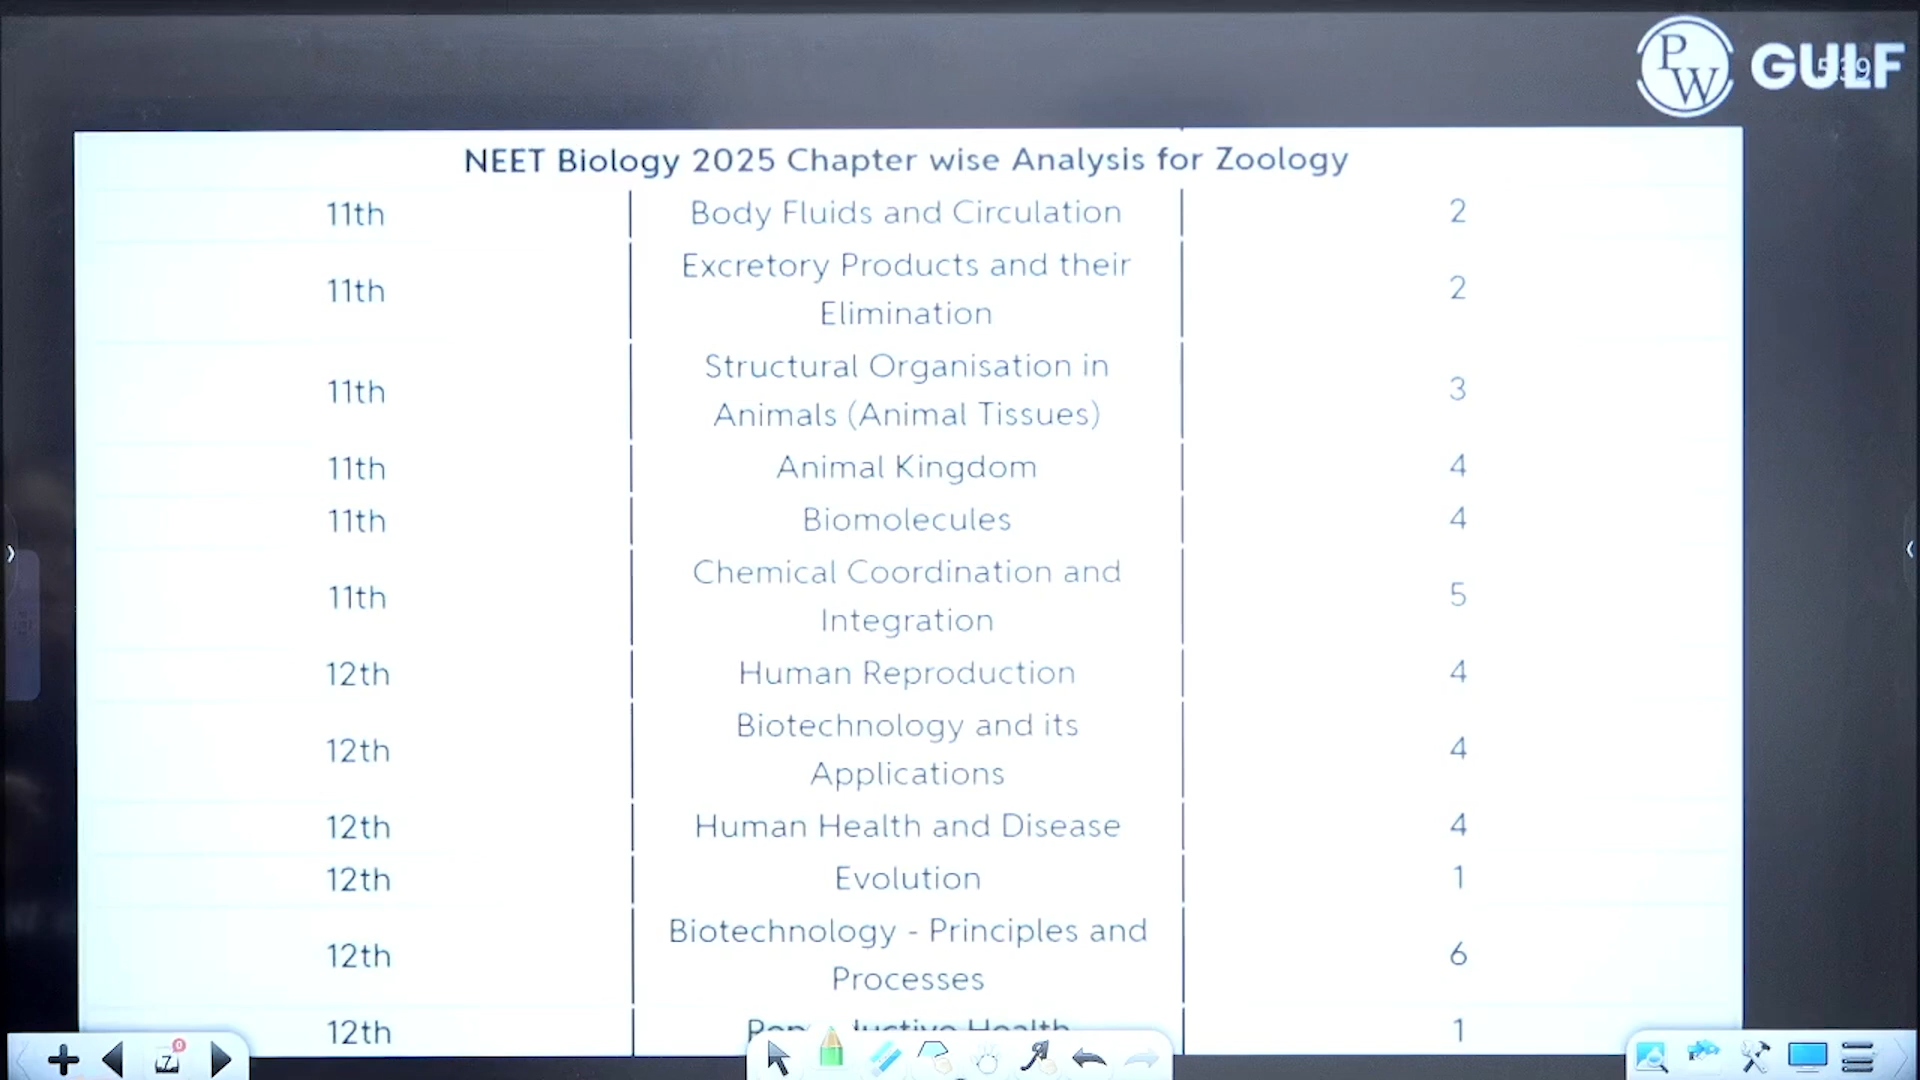 PW GULF
NEET Biology 2025 Chapter wise Analysis for Zoology
11th Body Fluids and Circulation 2
11th Excretory Products and their
Elimination 2
11th Structural Organisation in
Animals (Animal Tissues) 3
11th Animal Kingdom 4
11th Biomolecules 4
11th Chemical Coordination and
Integration 5
12th Human Reproduction 4
12th Biotechnology and its
Applications 4
12th Human Health and Disease 4
12th Evolution 1
12th Biotechnology - Principles and
Processes 6
12th Health 1
7 0